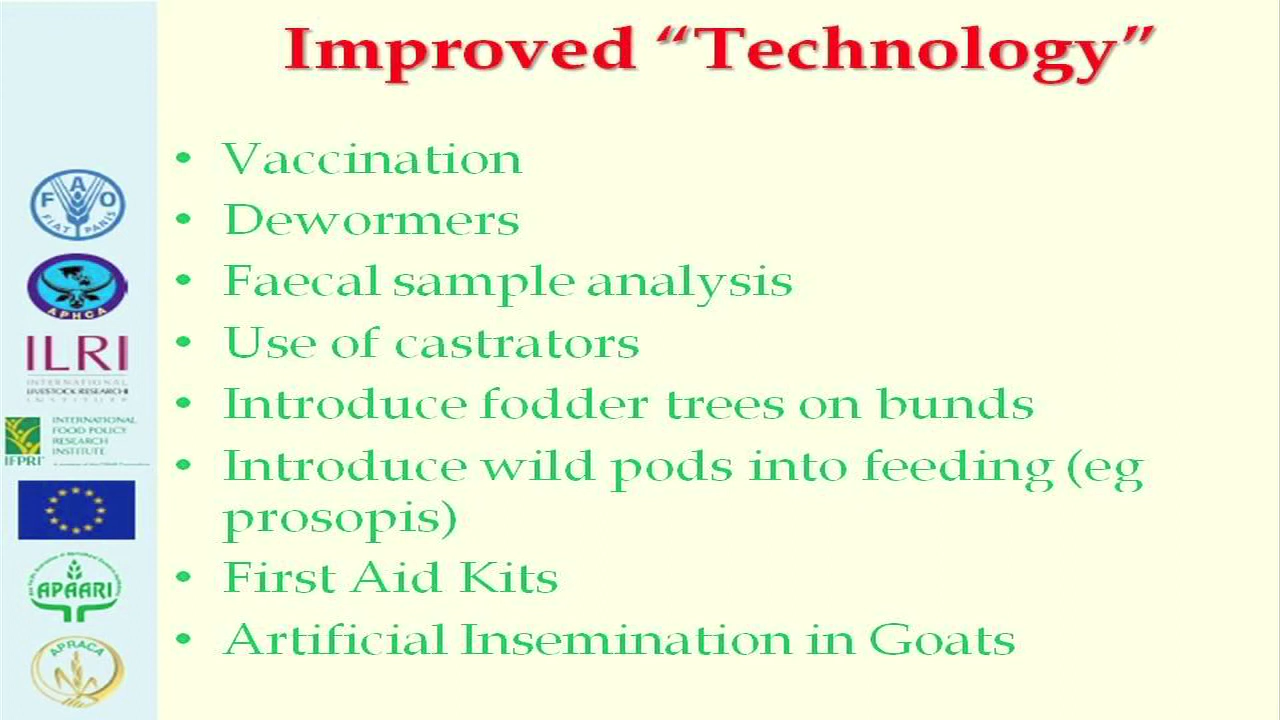 Improved “Technology”
• Vaccination
• Dewormers
• Faecal sample analysis
• Use of castrators
• Introduce fodder trees on bunds
• Introduce wild pods into feeding (eg
prosopis)
• First Aid Kits
• Artificial Insemination in Goats
F A O
FIAT PANIS
APHCA
ILRI
INTERNATIONAL
LIVESTOCK RESEARCH
INSTITUTE
INTERNATIONAL
FOOD POLICY
RESEARCH
INSTITUTE
IFPRI
APAARI
APRACA